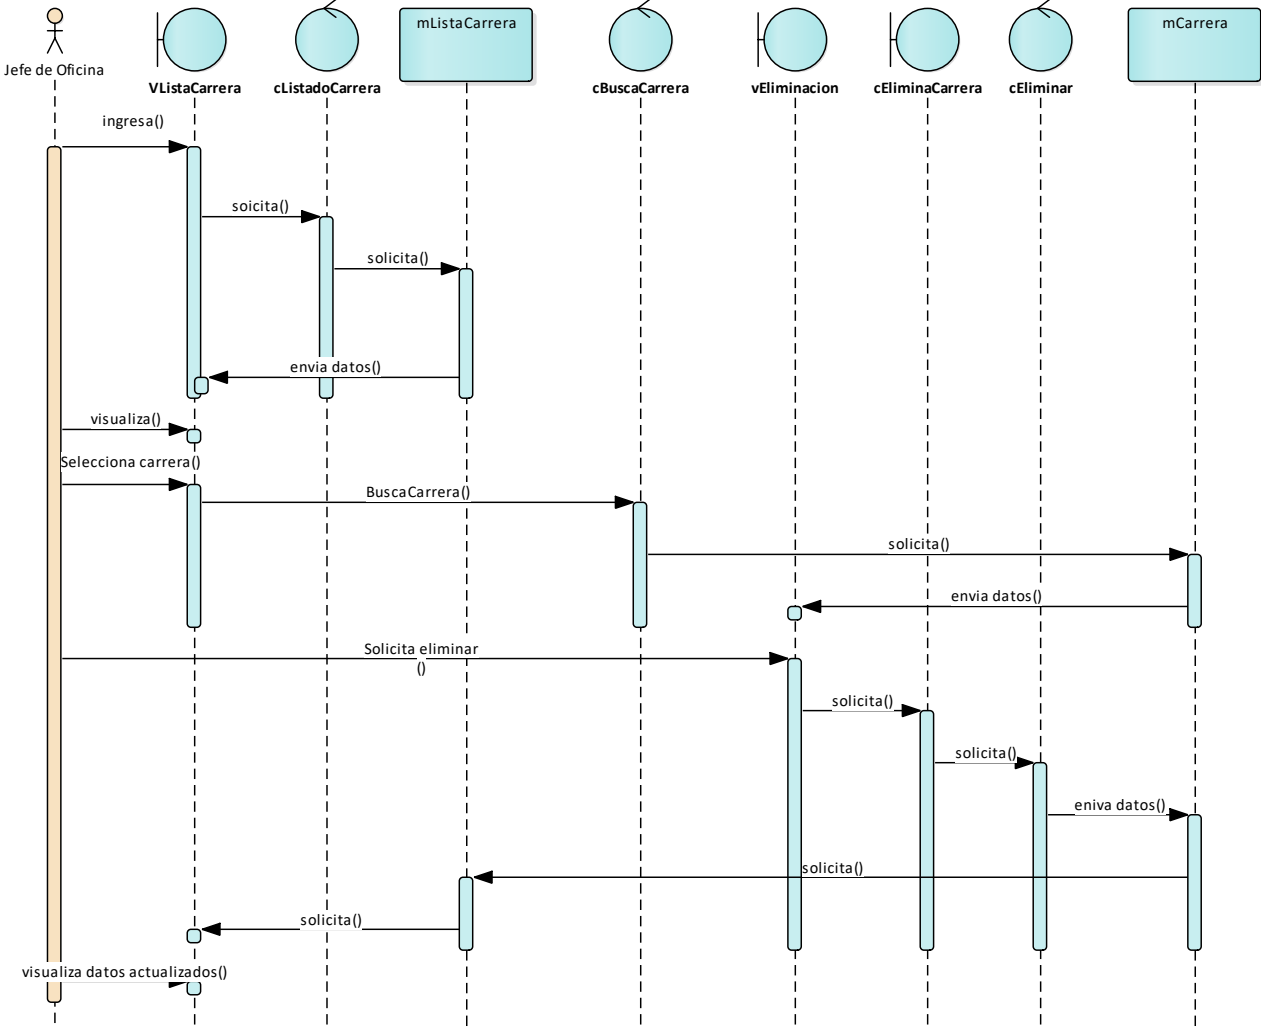 Jefe de Oficina
VListaCarrera
cListadoCarrera
mListaCarrera
cBuscaCarrera
vEliminacion
cEliminaCarrera
cEliminar
mCarrera
ingresa()
soicita()
solicita()
envia datos()
visualiza()
Selecciona carrera()
BuscaCarrera()
solicita()
envia datos()
Solicita eliminar
()
solicita()
solicita()
eniva datos()
solicita()
solicita()
visualiza datos actualizados()